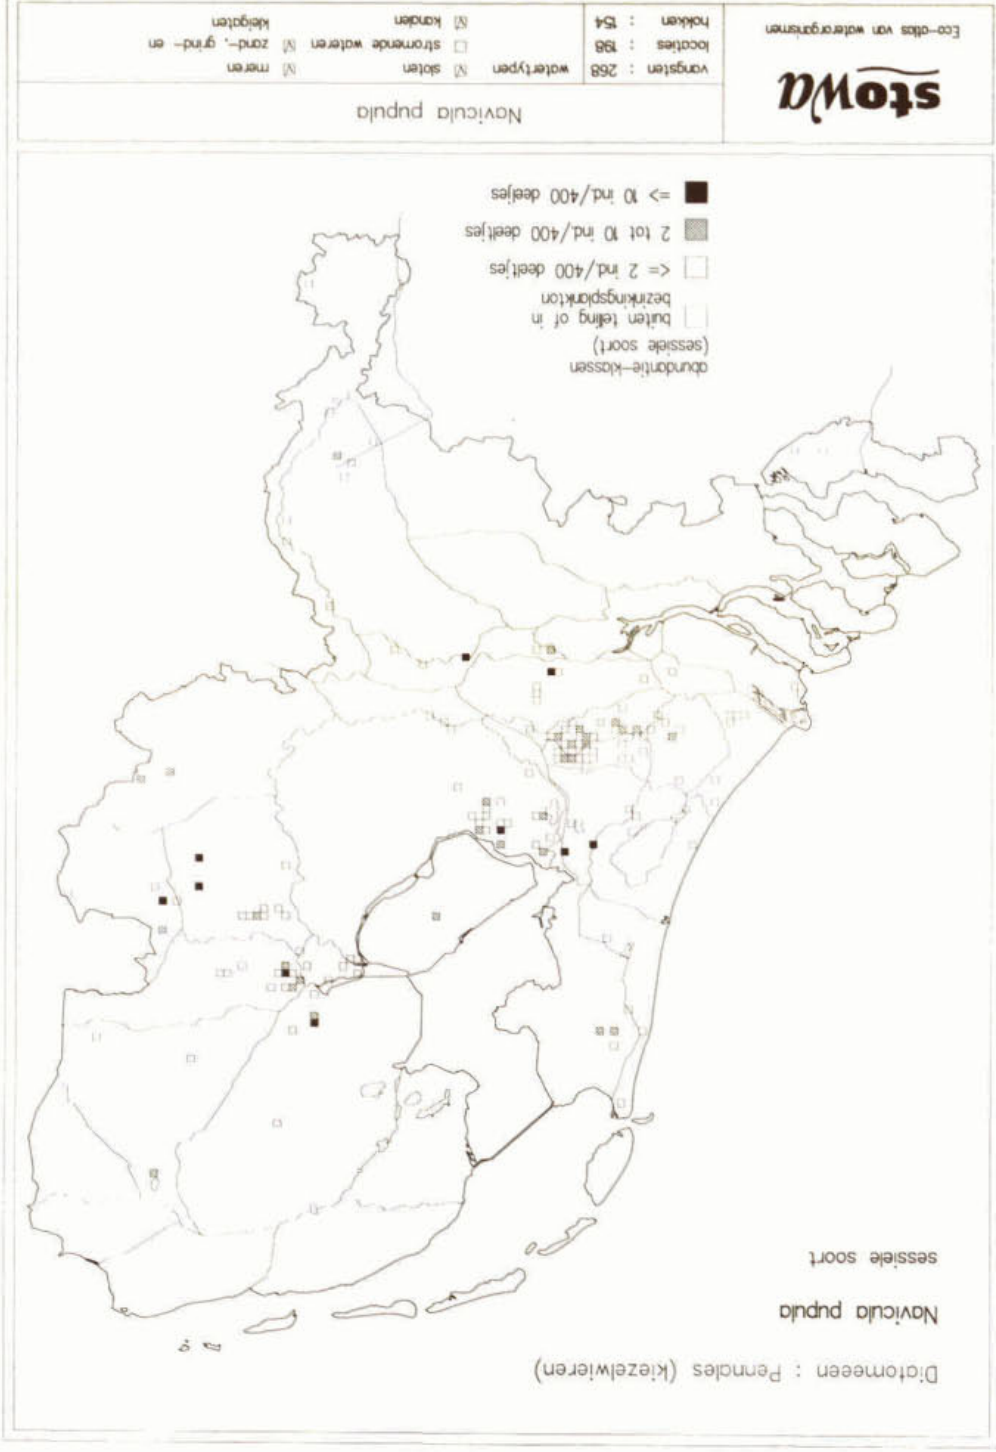 Diatomeeen : Pennales (kiezelwieren)
Navicula pupula
sessiele soort
abundantie-klassen
(sessiele soort)
buiten telling of in
bezinkingsplankton
<= 2 ind./400 deeltjes
2 tot 10 ind./400 deeltjes
=> 10 ind./400 deeltjes
stowa
Eco-atlas van waterorganismen
Navicula pupula
vangsten : 268 watertypen sloten meren
locaties : 198 stromende wateren zand-, grind- en
hokken : 154 kanalen kleigaten